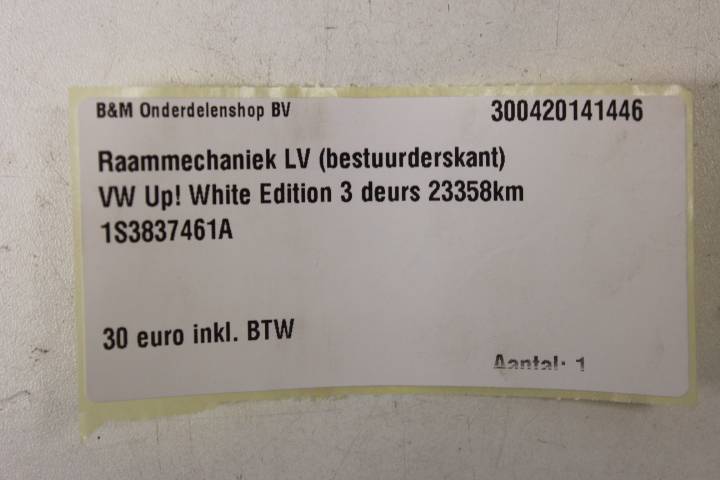 B&M Onderdelenshop BV 300420141446
Raammechaniek LV (bestuurderskant)
VW Up! White Edition 3 deurs 23358km
1S3837461A
30 euro inkl. BTW
Aantal: 1